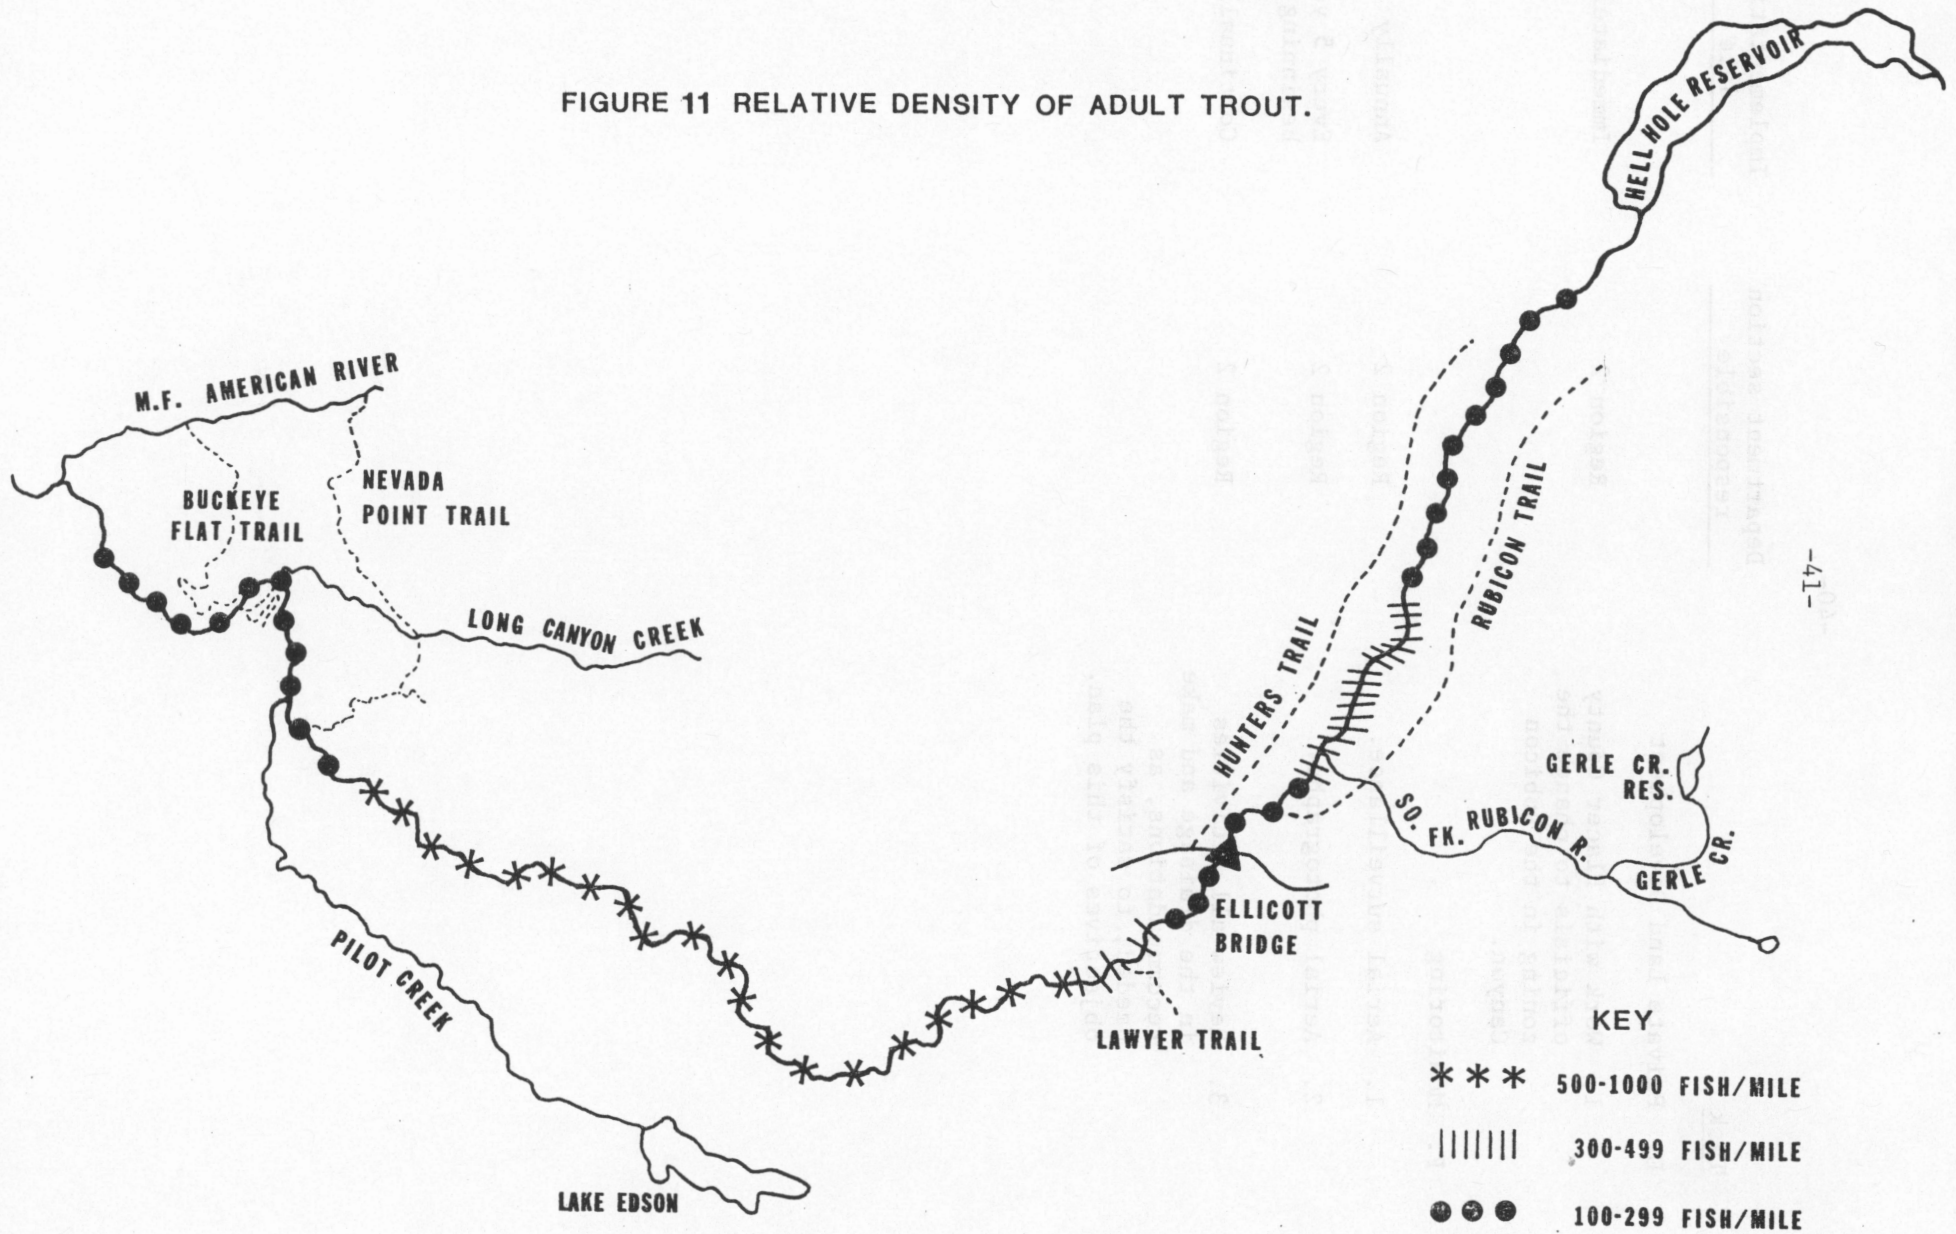 FIGURE 11 RELATIVE DENSITY OF ADULT TROUT.
HELL HOLE RESERVOIR
M.F. AMERICAN RIVER
BUCKEYE
FLAT TRAIL
NEVADA
POINT TRAIL
LONG CANYON CREEK
HUNTERS TRAIL
RUBICON TRAIL
-41-
GERLE CR.
RES.
SO. FK. RUBICON R.
GERLE CR.
ELLICOTT
BRIDGE
PILOT CREEK
LAWYER TRAIL
LAKE EDSON
KEY
*** 500-1000 FISH/MILE
||||||| 300-499 FISH/MILE
●●● 100-299 FISH/MILE